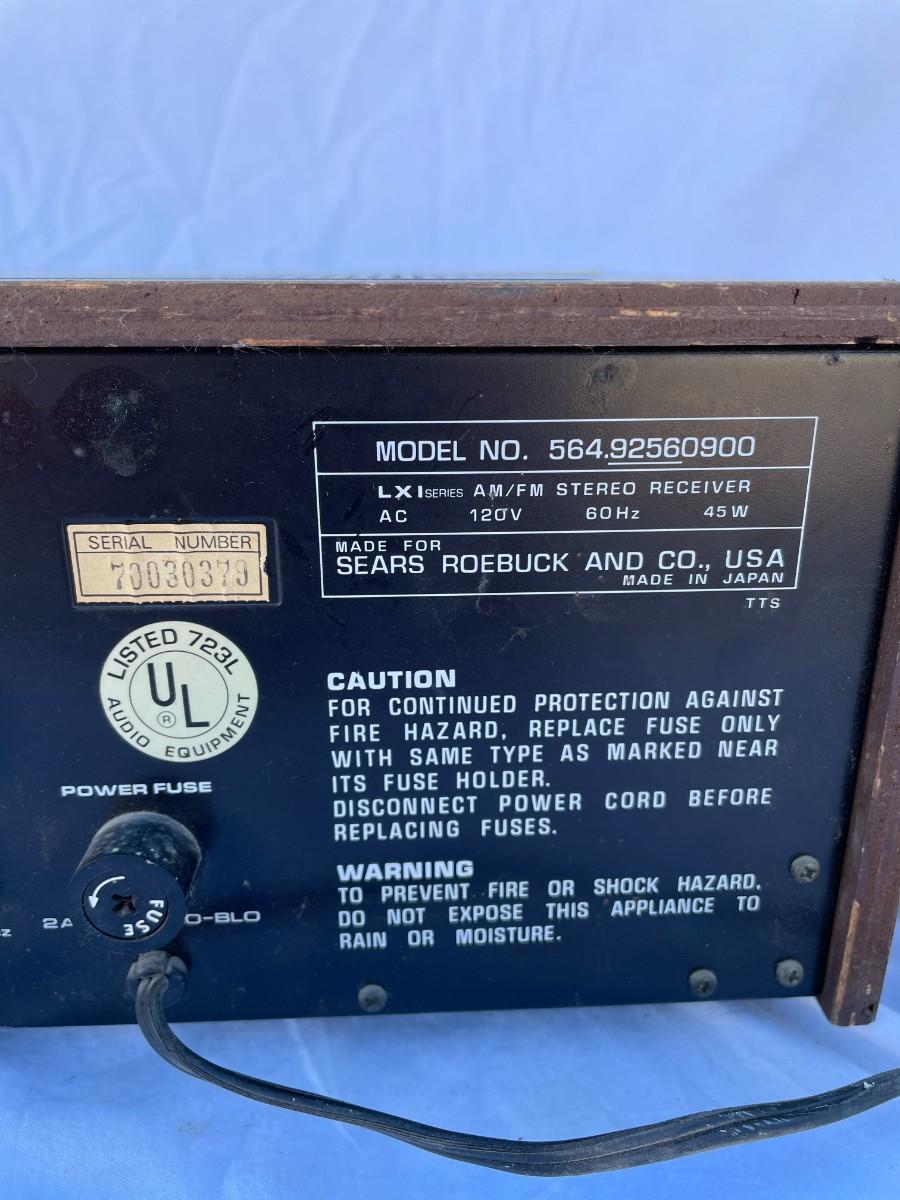 MODEL NO. 564.92560900
LXI SERIES AM/FM STEREO RECEIVER
AC 120V 60Hz 45W
MADE FOR
SEARS ROEBUCK AND CO., USA
MADE IN JAPAN
TTS
SERIAL NUMBER
70030379
LISTED 723L
UL
®
AUDIO EQUIPMENT
CAUTION
FOR CONTINUED PROTECTION AGAINST
FIRE HAZARD, REPLACE FUSE ONLY
WITH SAME TYPE AS MARKED NEAR
ITS FUSE HOLDER.
DISCONNECT POWER CORD BEFORE
REPLACING FUSES.
POWER FUSE
2A
FUSE
O-BLO
WARNING
TO PREVENT FIRE OR SHOCK HAZARD,
DO NOT EXPOSE THIS APPLIANCE TO
RAIN OR MOISTURE.